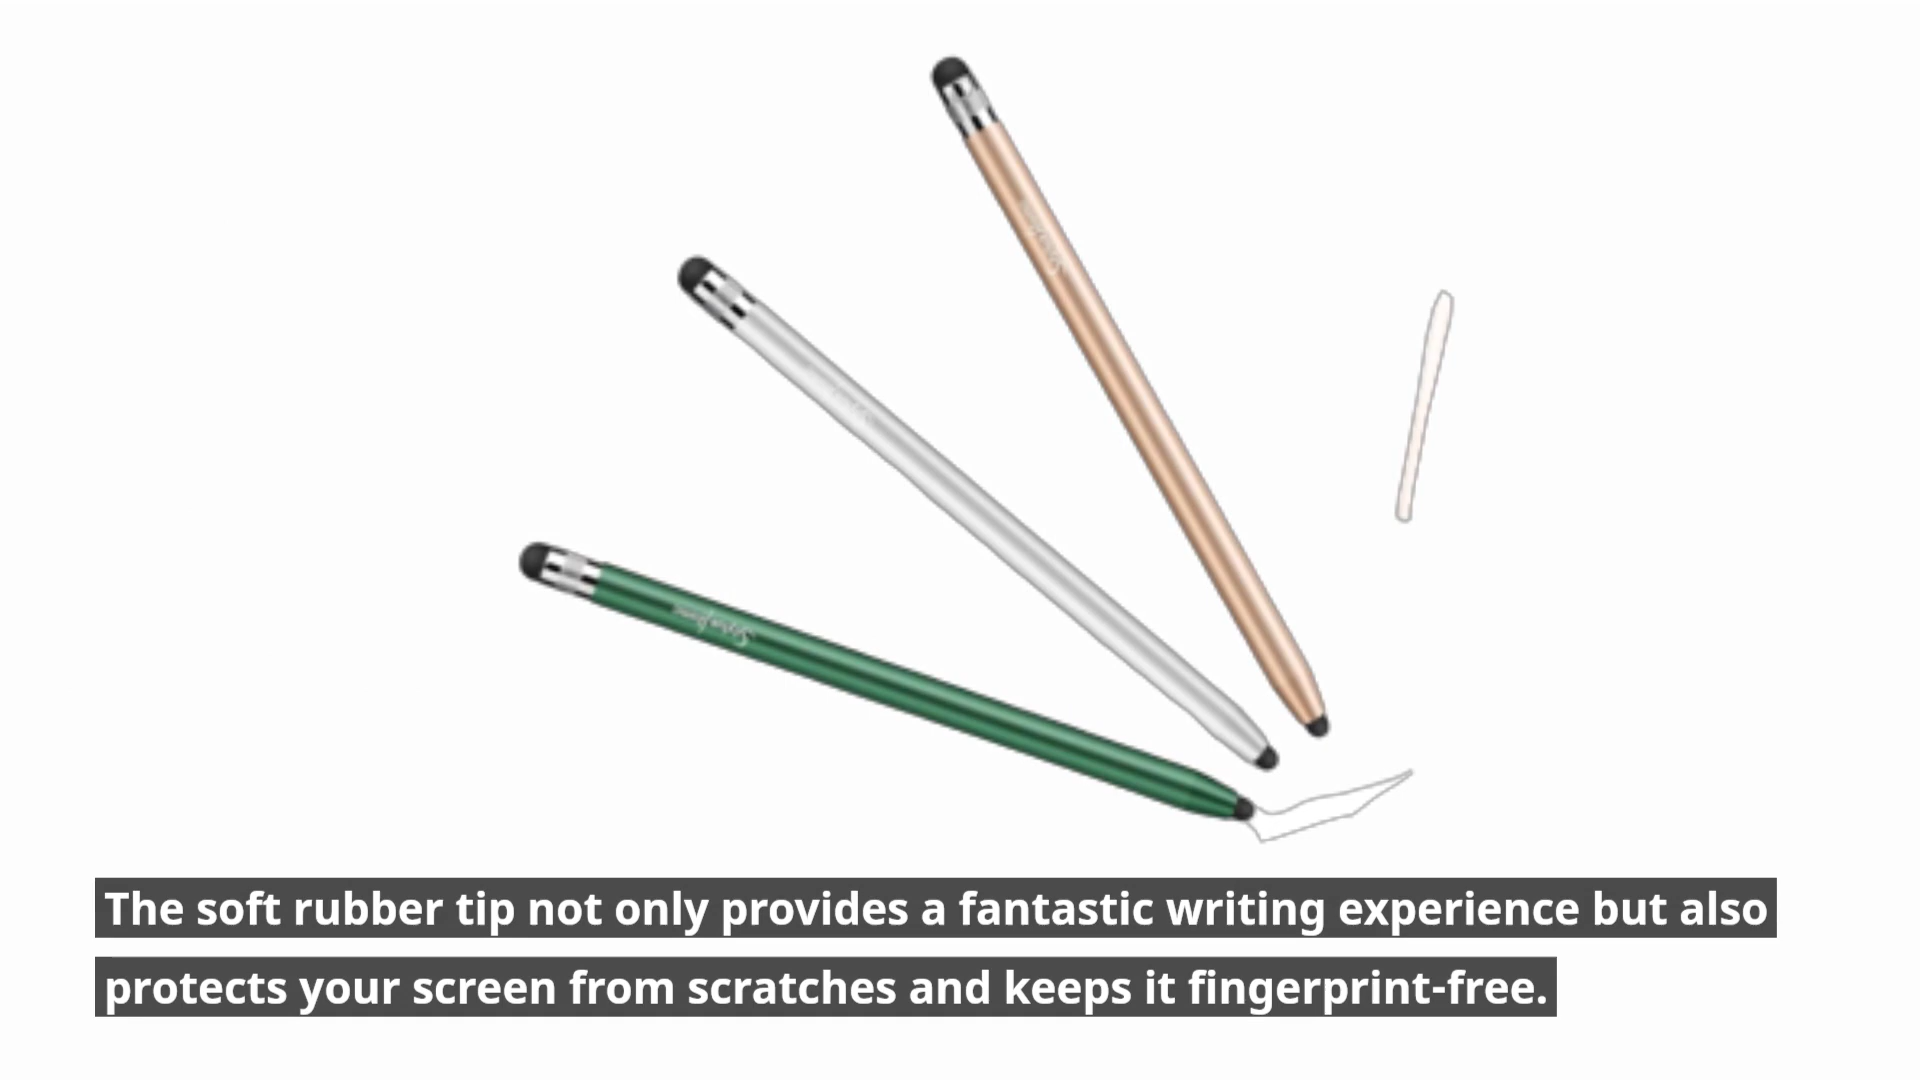 The soft rubber tip not only provides a fantastic writing experience but also
protects your screen from scratches and keeps it fingerprint-free.